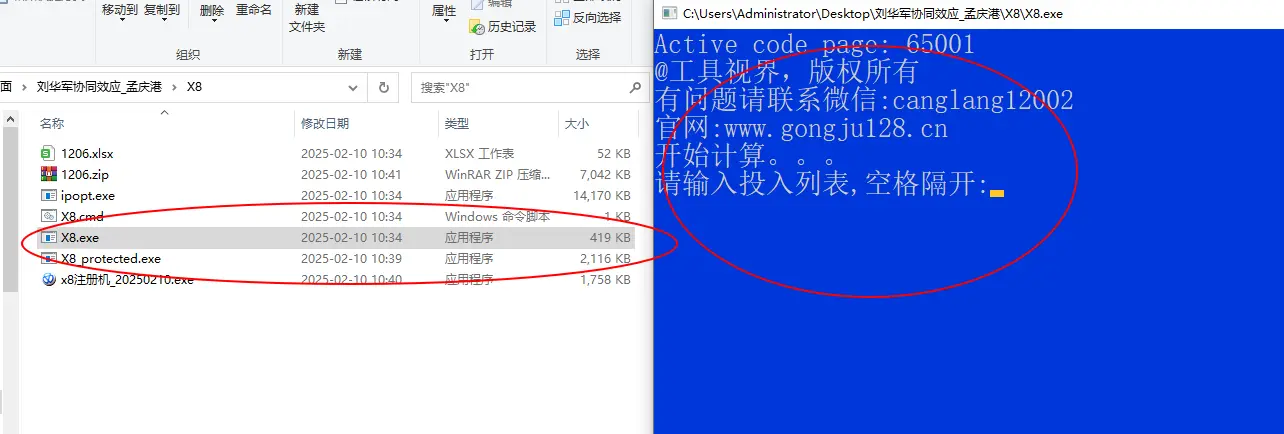 移动到 复制到 删除 重命名
新建
文件夹
属性
编辑
历史记录
反向选择
组织 新建 打开 选择
面 › 刘华军协同效应_孟庆港 › X8
搜索"X8"
名称 修改日期 类型 大小
1206.xlsx 2025-02-10 10:34 XLSX 工作表 52 KB
1206.zip 2025-02-10 10:41 WinRAR ZIP 压缩... 7,042 KB
ipopt.exe 2025-02-10 10:34 应用程序 14,170 KB
X8.cmd 2025-02-10 10:34 Windows 命令脚本 1 KB
X8.exe 2025-02-10 10:34 应用程序 419 KB
X8_protected.exe 2025-02-10 10:39 应用程序 2,116 KB
x8注册机_20250210.exe 2025-02-10 10:40 应用程序 1,758 KB
C:\Users\Administrator\Desktop\刘华军协同效应_孟庆港\X8\X8.exe
Active code page: 65001
@工具视界，版权所有
有问题请联系微信:canglang12002
官网:www.gongju128.cn
开始计算。。。
请输入投入列表,空格隔开: